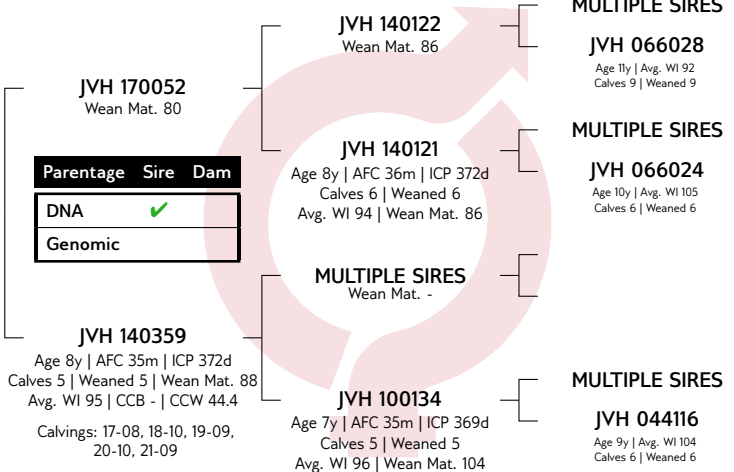 MULTIPLE SIRES
JVH 140122
Wean Mat. 86
JVH 066028
Age 11y | Avg. WI 92
Calves 9 | Weaned 9
JVH 170052
Wean Mat. 80
MULTIPLE SIRES
JVH 140121
Age 8y | AFC 36m | ICP 372d
Calves 6 | Weaned 6
Avg. WI 94 | Wean Mat. 86
JVH 066024
Age 10y | Avg. WI 105
Calves 6 | Weaned 6
Parentage Sire Dam
DNA ✔
Genomic
MULTIPLE SIRES
Wean Mat. -
JVH 140359
Age 8y | AFC 35m | ICP 372d
Calves 5 | Weaned 5 | Wean Mat. 88
Avg. WI 95 | CCB - | CCW 44.4
Calvings: 17-08, 18-10, 19-09,
20-10, 21-09
MULTIPLE SIRES
JVH 100134
Age 7y | AFC 35m | ICP 369d
Calves 5 | Weaned 5
Avg. WI 96 | Wean Mat. 104
JVH 044116
Age 9y | Avg. WI 104
Calves 6 | Weaned 6